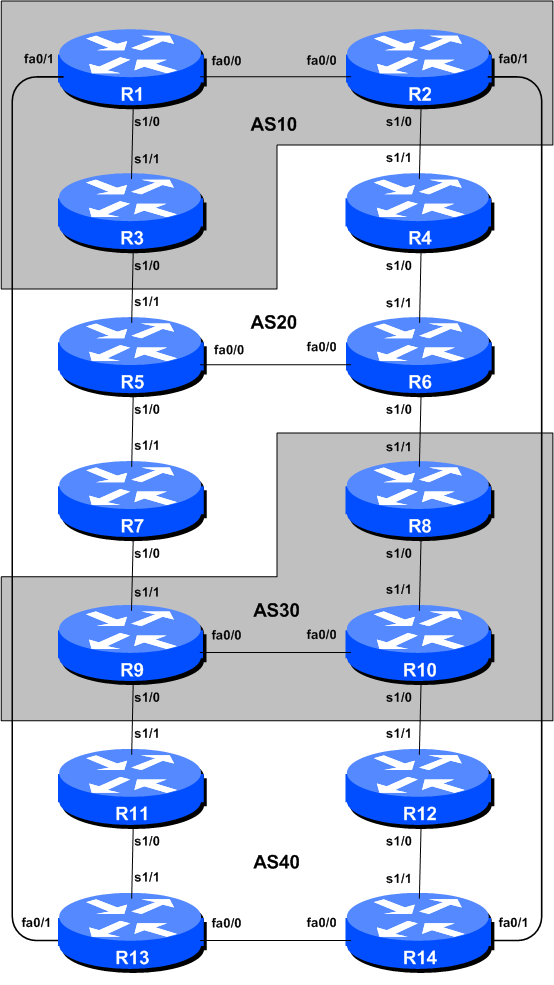 fa0/1 fa0/0 fa0/0 fa0/1
R1 R2
s1/0 s1/0
AS10
s1/1 s1/1
R3 R4
s1/0 s1/0
s1/1 s1/1
AS20
fa0/0 fa0/0
R5 R6
s1/0 s1/0
s1/1 s1/1
R7 R8
s1/0 s1/0
s1/1 s1/1
AS30
fa0/0 fa0/0
R9 R10
s1/0 s1/0
s1/1 s1/1
R11 R12
s1/0 s1/0
AS40
s1/1 s1/1
fa0/1 fa0/0 fa0/0 fa0/1
R13 R14